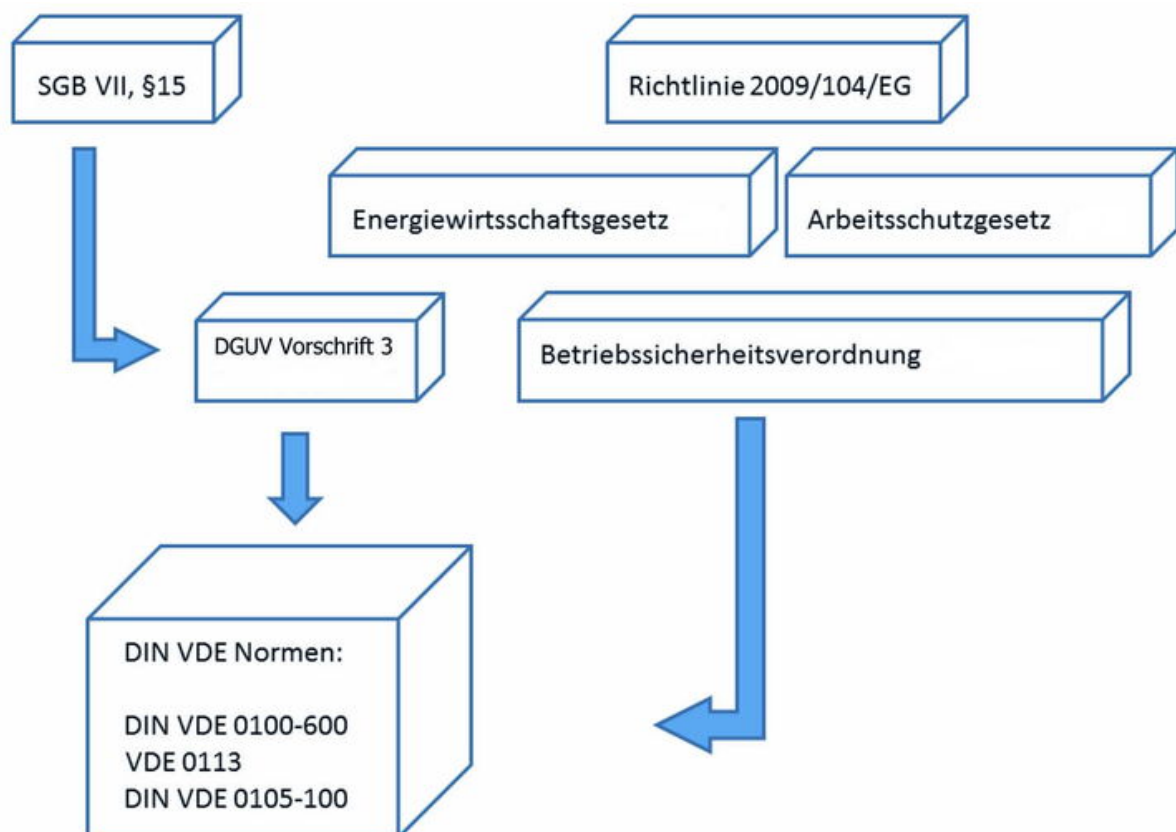 SGB VII, §15
Richtlinie 2009/104/EG
Energiewirtsschaftsgesetz
Arbeitsschutzgesetz
DGUV Vorschrift 3
Betriebssicherheitsverordnung
DIN VDE Normen:
DIN VDE 0100-600
VDE 0113
DIN VDE 0105-100